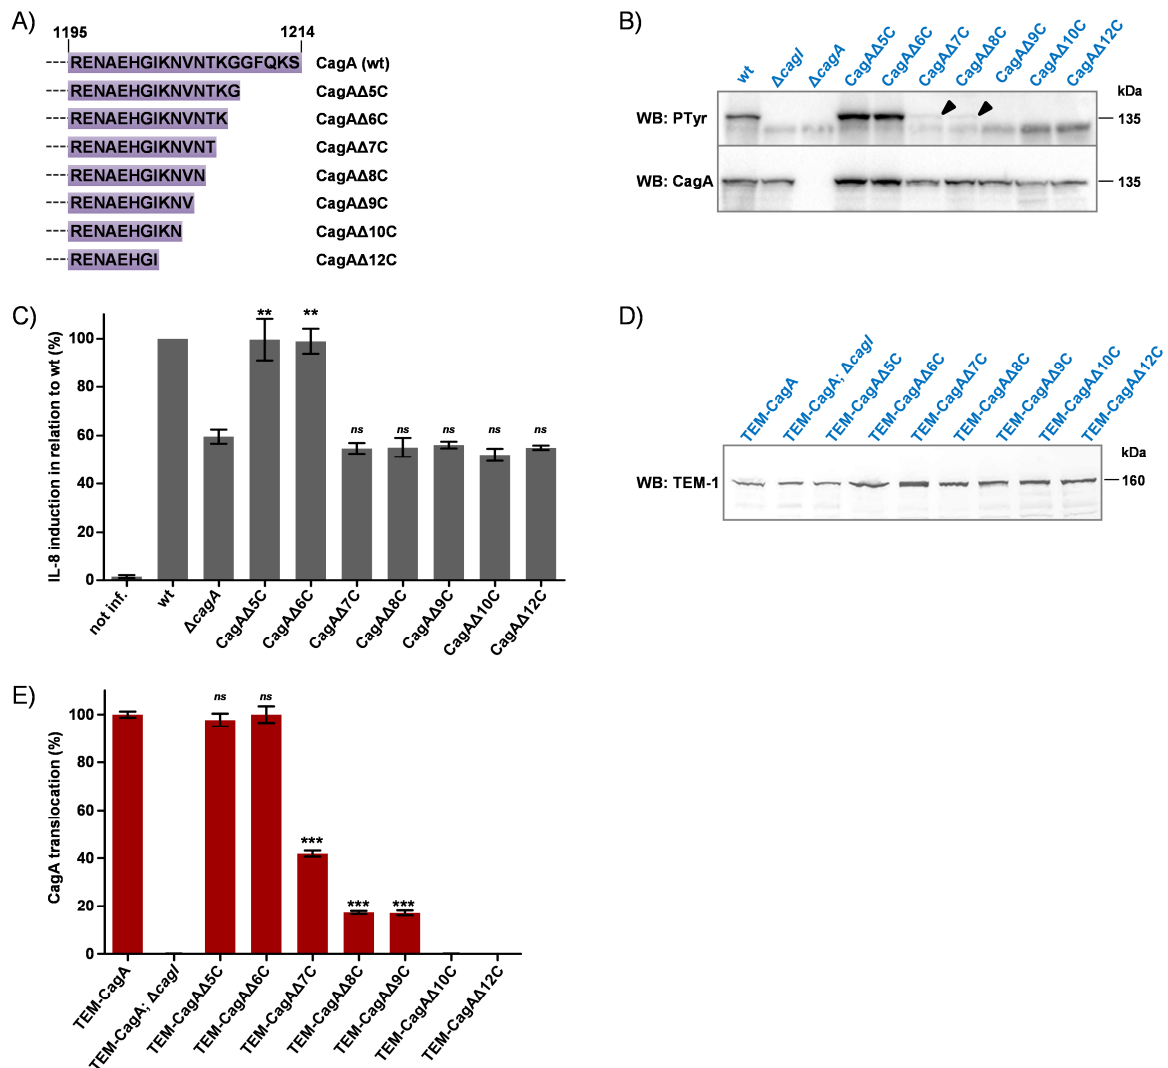 A)
1195 1214
RENAEHGIKNVNTKGGFQKS CagA (wt)
RENAEHGIKNVNTKG CagAΔ5C
RENAEHGIKNVNTK CagAΔ6C
RENAEHGIKNVNT CagAΔ7C
RENAEHGIKNVN CagAΔ8C
RENAEHGIKNV CagAΔ9C
RENAEHGIKN CagAΔ10C
RENAEHGI CagAΔ12C
B)
wt ΔcagI ΔcagA CagAΔ5C CagAΔ6C CagAΔ7C CagAΔ8C CagAΔ9C CagAΔ10C CagAΔ12C
kDa
WB: PTyr 135
WB: CagA 135
C)
IL-8 induction in relation to wt (%)
100
80
60
40
20
0
** ** ns ns ns ns ns
not inf. wt ΔcagA CagAΔ5C CagAΔ6C CagAΔ7C CagAΔ8C CagAΔ9C CagAΔ10C CagAΔ12C
D)
TEM-CagA TEM-CagA; ΔcagI TEM-CagAΔ5C TEM-CagAΔ6C TEM-CagAΔ7C TEM-CagAΔ8C TEM-CagAΔ9C TEM-CagAΔ10C TEM-CagAΔ12C
kDa
WB: TEM-1 160
E)
CagA translocation (%)
100
80
60
40
20
0
ns ns *** *** ***
TEM-CagA TEM-CagA; ΔcagI TEM-CagAΔ5C TEM-CagAΔ6C TEM-CagAΔ7C TEM-CagAΔ8C TEM-CagAΔ9C TEM-CagAΔ10C TEM-CagAΔ12C